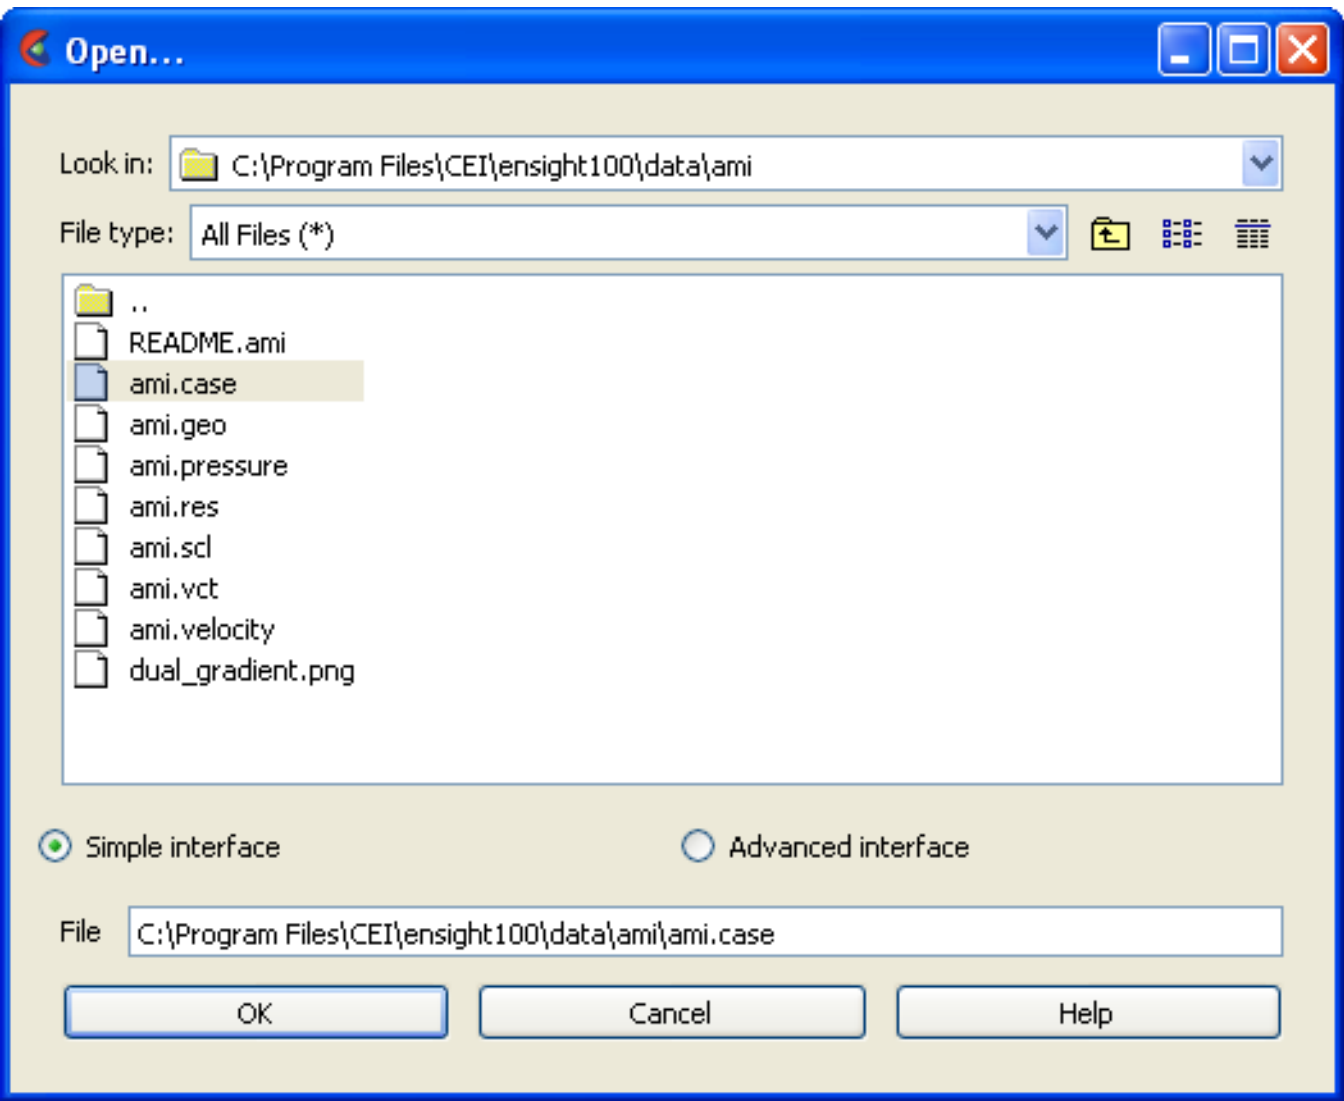 Open...
Look in: C:\Program Files\CEI\ensight100\data\ami
File type: All Files (*)
..
README.ami
ami.case
ami.geo
ami.pressure
ami.res
ami.scl
ami.vct
ami.velocity
dual_gradient.png
Simple interface Advanced interface
File C:\Program Files\CEI\ensight100\data\ami\ami.case
OK Cancel Help